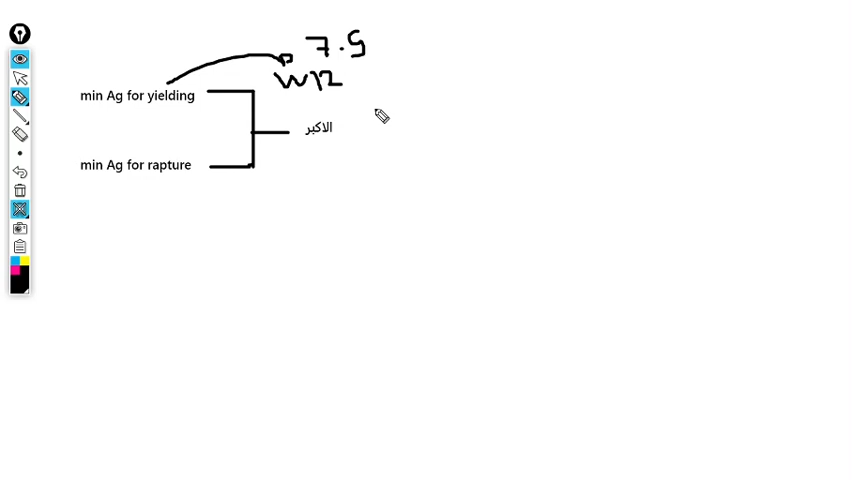 7.5
W12
min Ag for yielding
الاكبر
min Ag for rapture